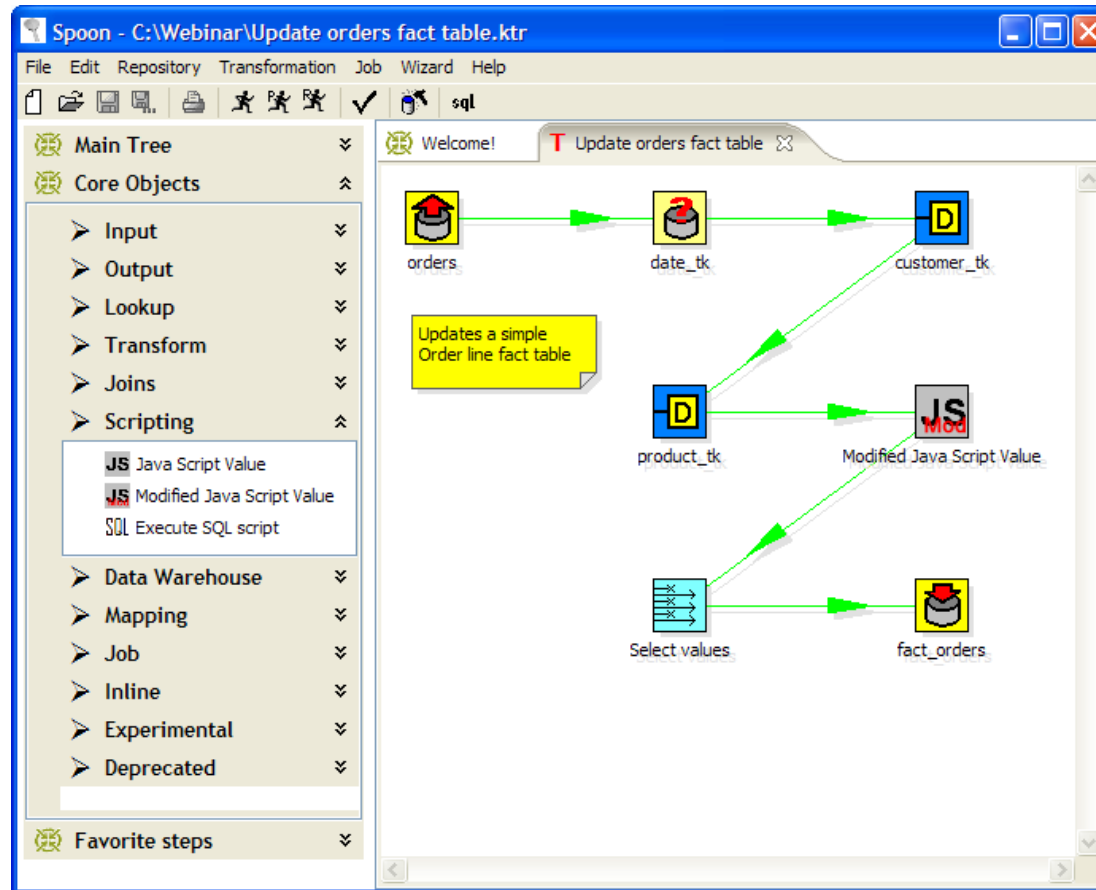 Spoon - C:\Webinar\Update orders fact table.ktr
File Edit Repository Transformation Job Wizard Help
sql
Main Tree
Core Objects
Input
Output
Lookup
Transform
Joins
Scripting
JS Java Script Value
JS Modified Java Script Value
SQL Execute SQL script
Data Warehouse
Mapping
Job
Inline
Experimental
Deprecated
Favorite steps
Welcome!
T Update orders fact table
orders
?
date_tk
D
customer_tk
Updates a simple
Order line fact table
D
product_tk
JS
Mod
Modified Java Script Value
Select values
fact_orders